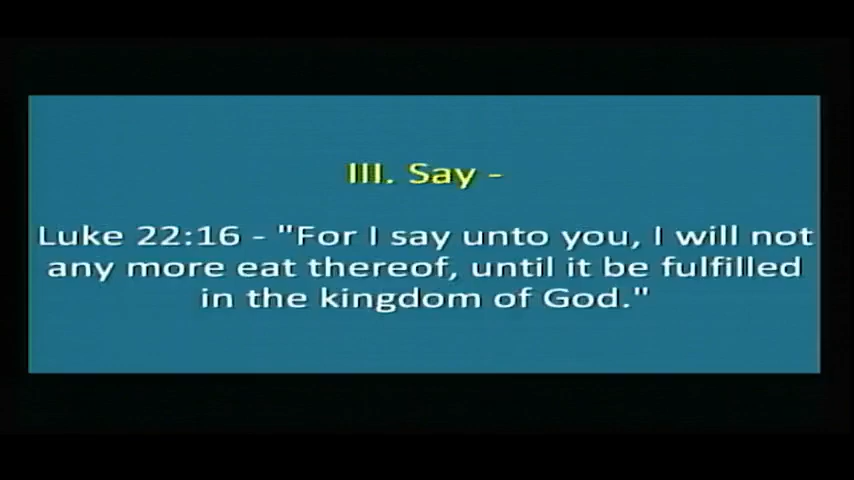 III. Say -
Luke 22:16 - "For I say unto you, I will not
any more eat thereof, until it be fulfilled
in the kingdom of God."